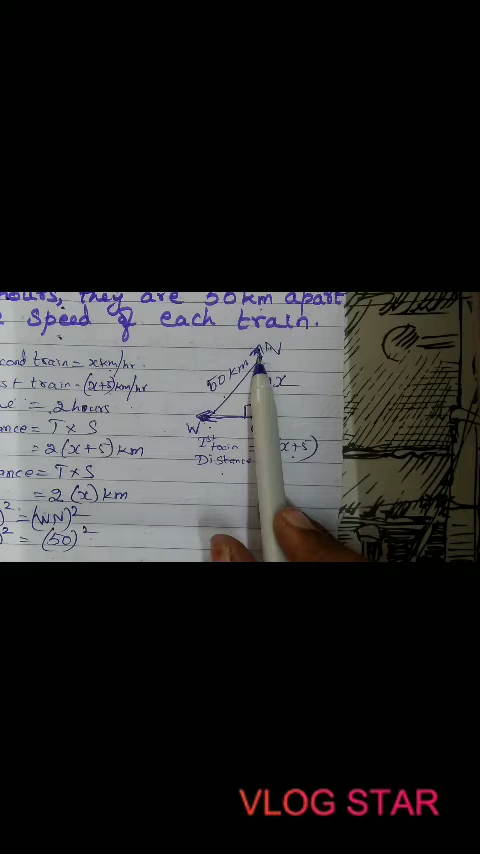 hours, they are 50km apart
Speed of each train.
cond train = x km/hr
st train = (x+5) km/hr
= 2 hours
ance = T x S
= 2 (x+5) km
ance = T x S
= 2 (x) km
)² = (WN)²
)² = (50)²
N
50 km
x
W
Ist train = x+5)
Distance
VLOG STAR